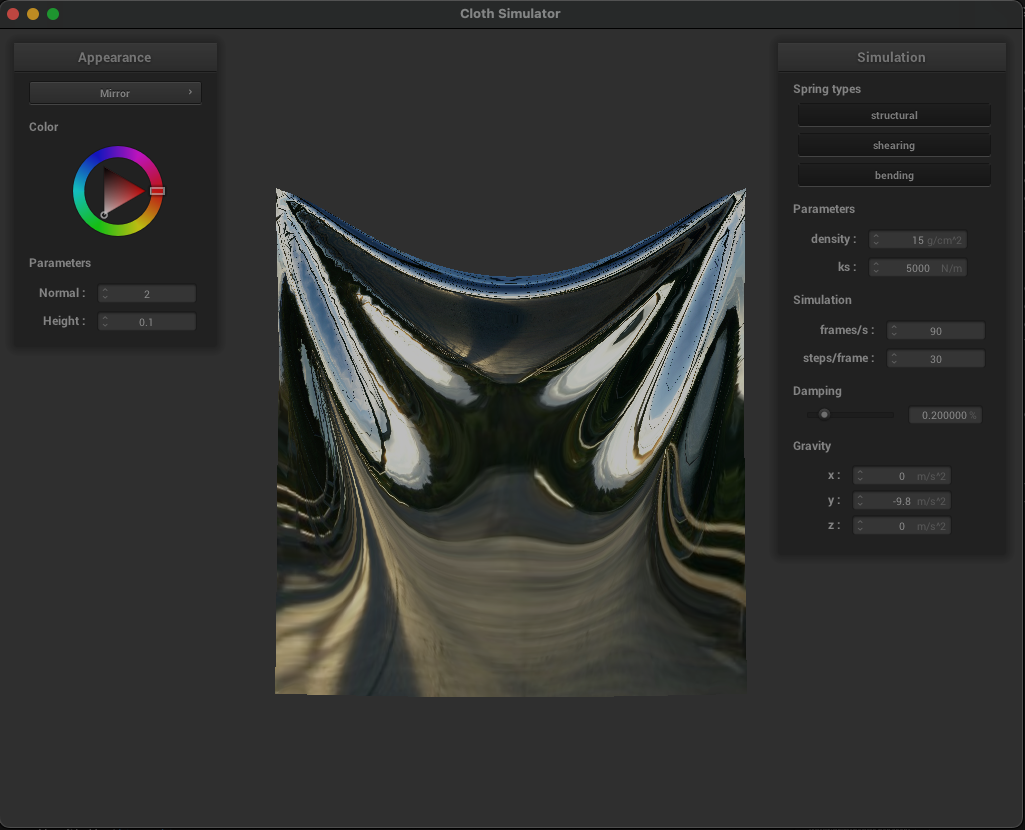 Cloth Simulator
Appearance
Mirror
Color
Parameters
Normal : 2
Height : 0.1
Simulation
Spring types
structural
shearing
bending
Parameters
density : 15 g/cm^2
ks : 5000 N/m
Simulation
frames/s : 90
steps/frame : 30
Damping
0.200000 %
Gravity
x : 0 m/s^2
y : -9.8 m/s^2
z : 0 m/s^2